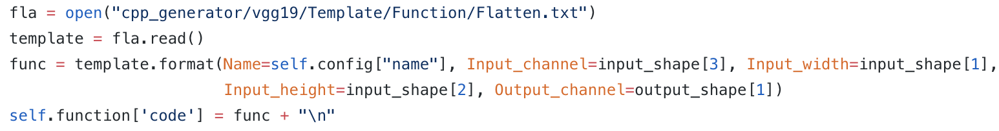 fla = open("cpp_generator/vgg19/Template/Function/Flatten.txt")
template = fla.read()
func = template.format(Name=self.config["name"], Input_channel=input_shape[3], Input_width=input_shape[1],
                       Input_height=input_shape[2], Output_channel=output_shape[1])
self.function['code'] = func + "\n"